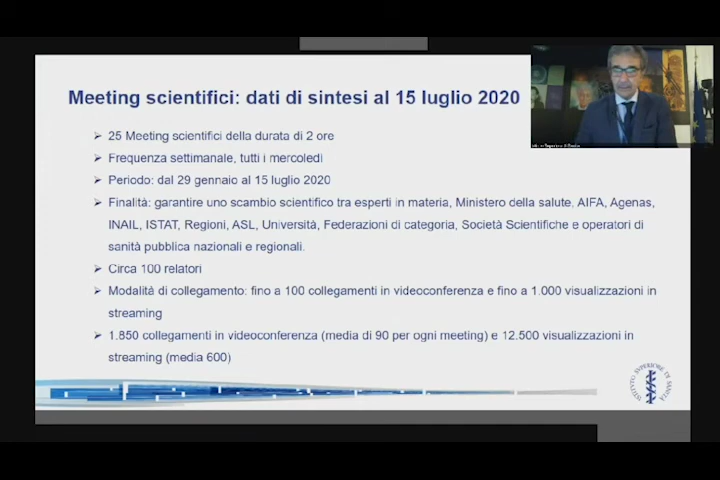 Meeting scientifici: dati di sintesi al 15 luglio 2020
➢ 25 Meeting scientifici della durata di 2 ore
➢ Frequenza settimanale, tutti i mercoledì
➢ Periodo: dal 29 gennaio al 15 luglio 2020
➢ Finalità: garantire uno scambio scientifico tra esperti in materia, Ministero della salute, AIFA, Agenas,
INAIL, ISTAT, Regioni, ASL, Università, Federazioni di categoria, Società Scientifiche e operatori di
sanità pubblica nazionali e regionali.
➢ Circa 100 relatori
➢ Modalità di collegamento: fino a 100 collegamenti in videoconferenza e fino a 1.000 visualizzazioni in
streaming
➢ 1.850 collegamenti in videoconferenza (media di 90 per ogni meeting) e 12.500 visualizzazioni in
streaming (media 600)
ISTITUTO SUPERIORE DI SANITÀ